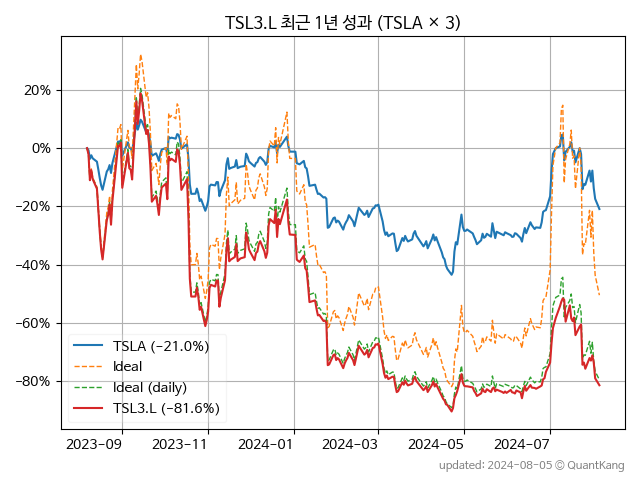 TSL3.L 최근 1년 성과 (TSLA × 3)
20%
0%
−20%
−40%
−60%
−80%
TSLA (−21.0%)
Ideal
Ideal (daily)
TSL3.L (−81.6%)
2023-09 2023-11 2024-01 2024-03 2024-05 2024-07
updated: 2024-08-05 © QuantKang